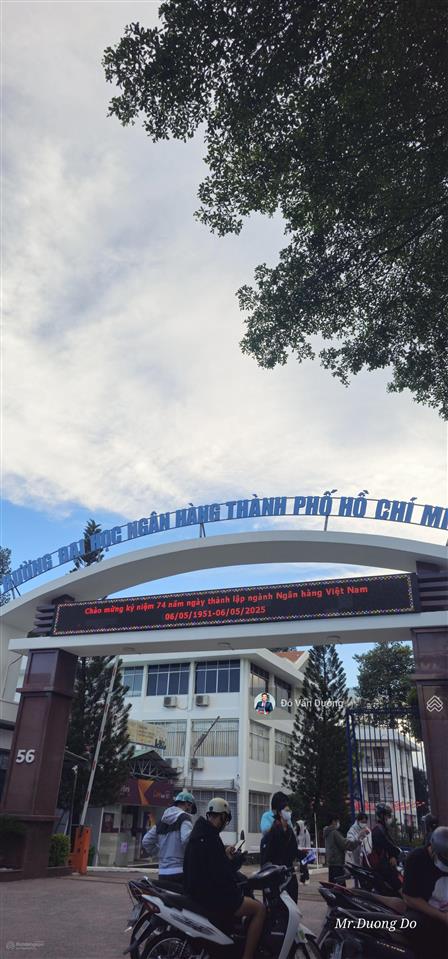 TRƯỜNG ĐẠI HỌC NGÂN HÀNG THÀNH PHỐ HỒ CHÍ MI
Chào mừng kỷ niệm 74 năm ngày thành lập ngành Ngân hàng Việt Nam
06/05/1951-06/05/2025
Đỗ Văn Dương
56
Mr.Duong Do